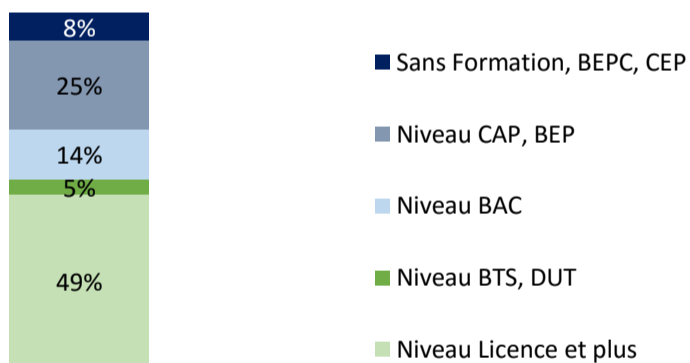 8%
25%
14%
5%
49%
Sans Formation, BEPC, CEP
Niveau CAP, BEP
Niveau BAC
Niveau BTS, DUT
Niveau Licence et plus